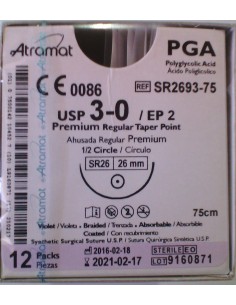 Atramat
PGA
Polyglycolic Acid
Ácido Poliglicólico
CE 0086
REF SR2693-75
USP 3-0 / EP 2
Premium Regular Taper Point
Ahusada Regular Premium
1/2 Circle / Círculo
SR26 26 mm
75cm
Violet / Violeta Braided / Trenzada Absorbable / Absorbible
Coated / Con recubrimiento
Synthetic Surgical Suture U.S.P. / Sutura Quirúrgica Sintética U.S.P.
12 Packs
Piezas
2016-02-18
2021-02-17
STERILE EO
LOT 9160871